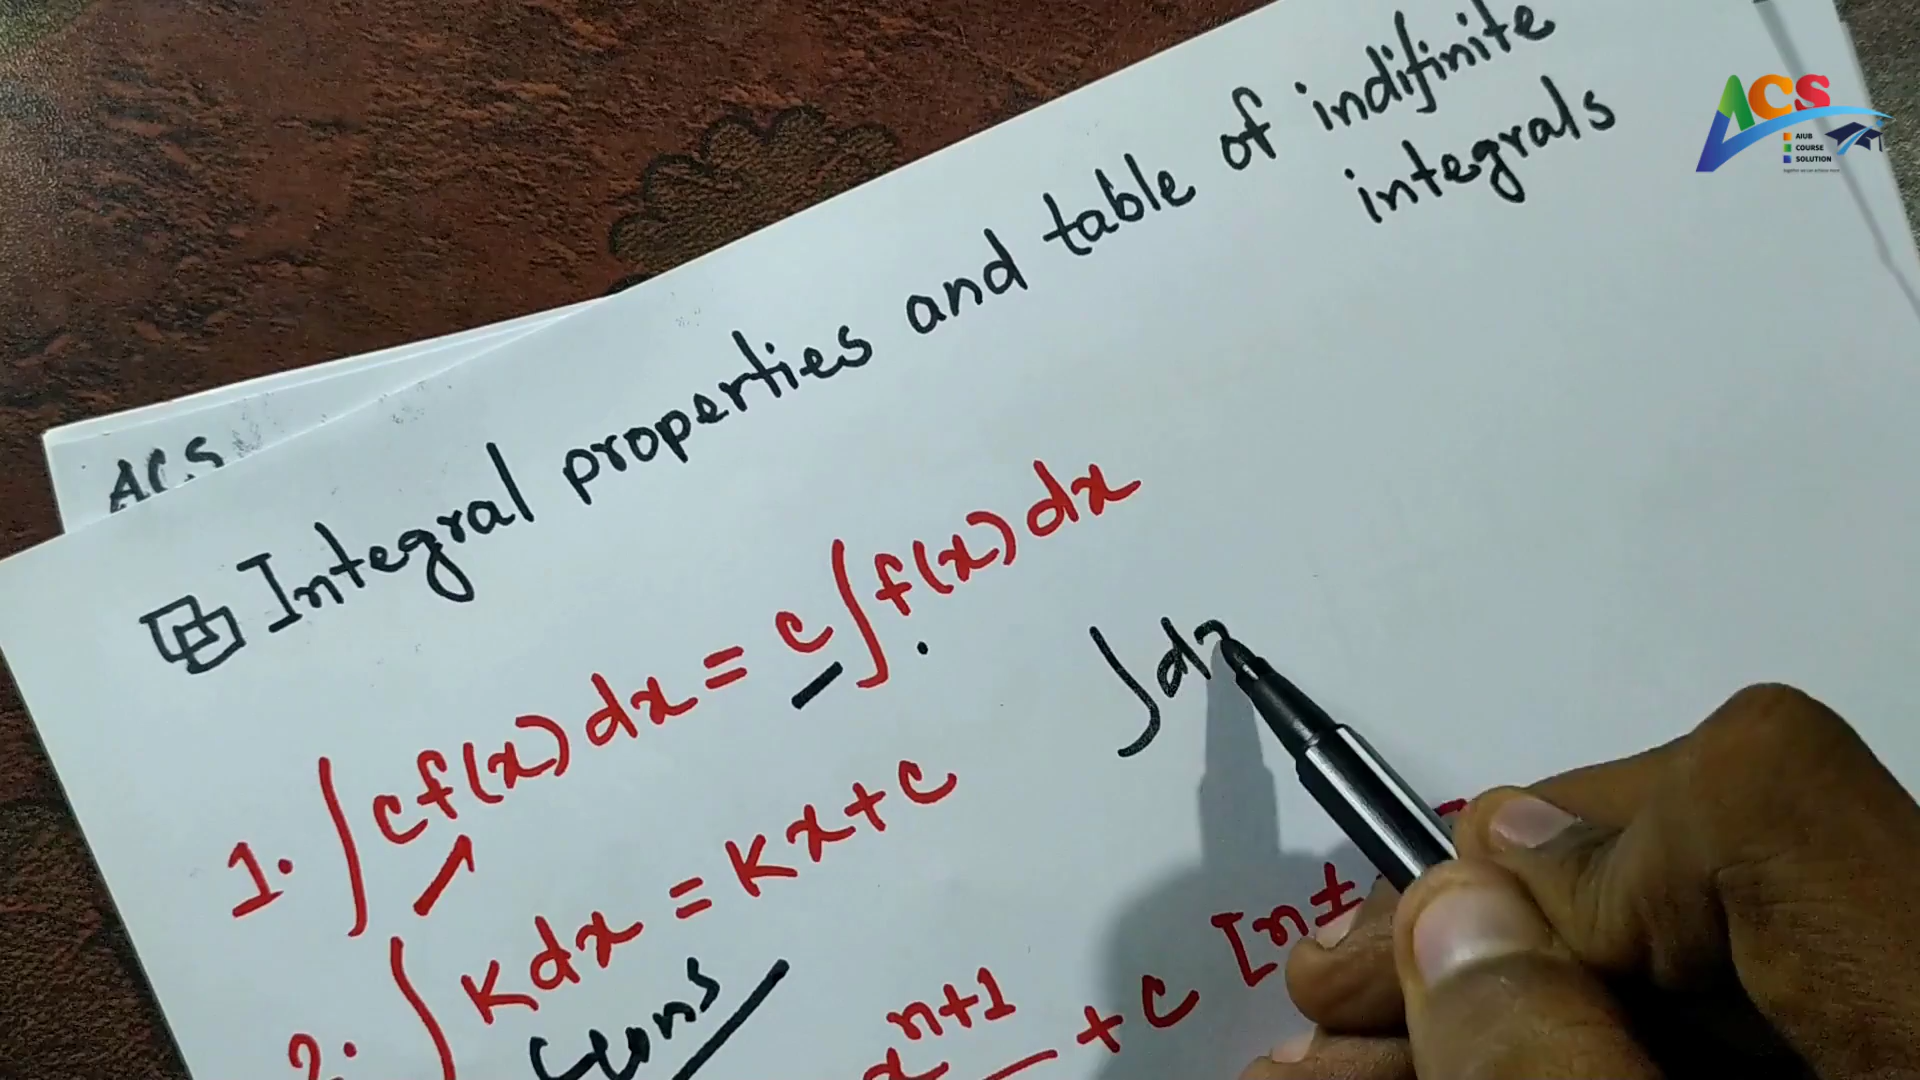 ACS
AIUB
COURSE
SOLUTION
ACS
Integral properties and table of indifinite
integrals
1. ∫cf(x)dx = c∫f(x)dx
∫dx
2. ∫Kdx = Kx+c
cons
x^(n+1) + c [n±